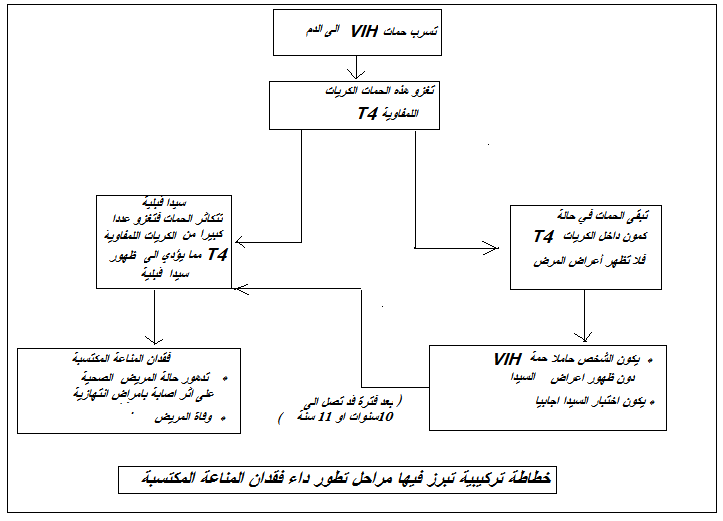 تسرب حمات VIH الى الدم
تغزو هذه الحمات الكريات
اللمفاوية T4
سيدا قبلية
تتكاثر الحمات فتغزو عددا
كبيرا من الكريات اللمفاوية
T4 مما يؤدي الى ظهور
سيدا قبلية
تبقى الحمات في حالة
كمون داخل الكريات T4
فلا تظهر أعراض المرض
فقدان المناعة المكتسبة
* تدهور حالة المريض الصحية
على اثر اصابة بامراض انتهازية
* وفاة المريض
* يكون الشخص حاملا حمة VIH
دون ظهور اعراض السيدا
* يكون اختبار السيدا اجابيا
( بعد فترة قد تصل الى
10سنوات او 11 سنة )
خطاطة تركيبية تبرز فيها مراحل تطور داء فقدان المناعة المكتسبة